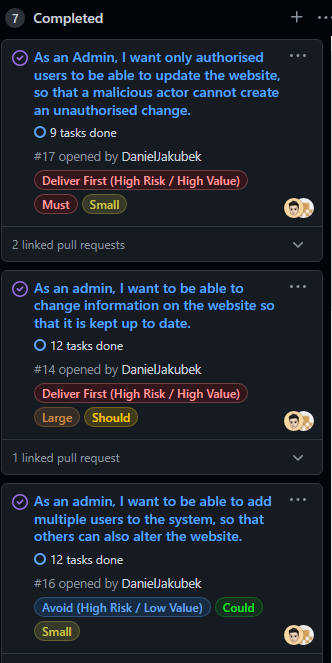 7 Completed
As an Admin, I want only authorised
users to be able to update the website,
so that a malicious actor cannot create
an unauthorised change.
9 tasks done
#17 opened by DanielJakubek
Deliver First (High Risk / High Value)
Must Small
2 linked pull requests
As an admin, I want to be able to
change information on the website so
that it is kept up to date.
12 tasks done
#14 opened by DanielJakubek
Deliver First (High Risk / High Value)
Large Should
1 linked pull request
As an admin, I want to be able to add
multiple users to the system, so that
others can also alter the website.
12 tasks done
#16 opened by DanielJakubek
Avoid (High Risk / Low Value) Could
Small